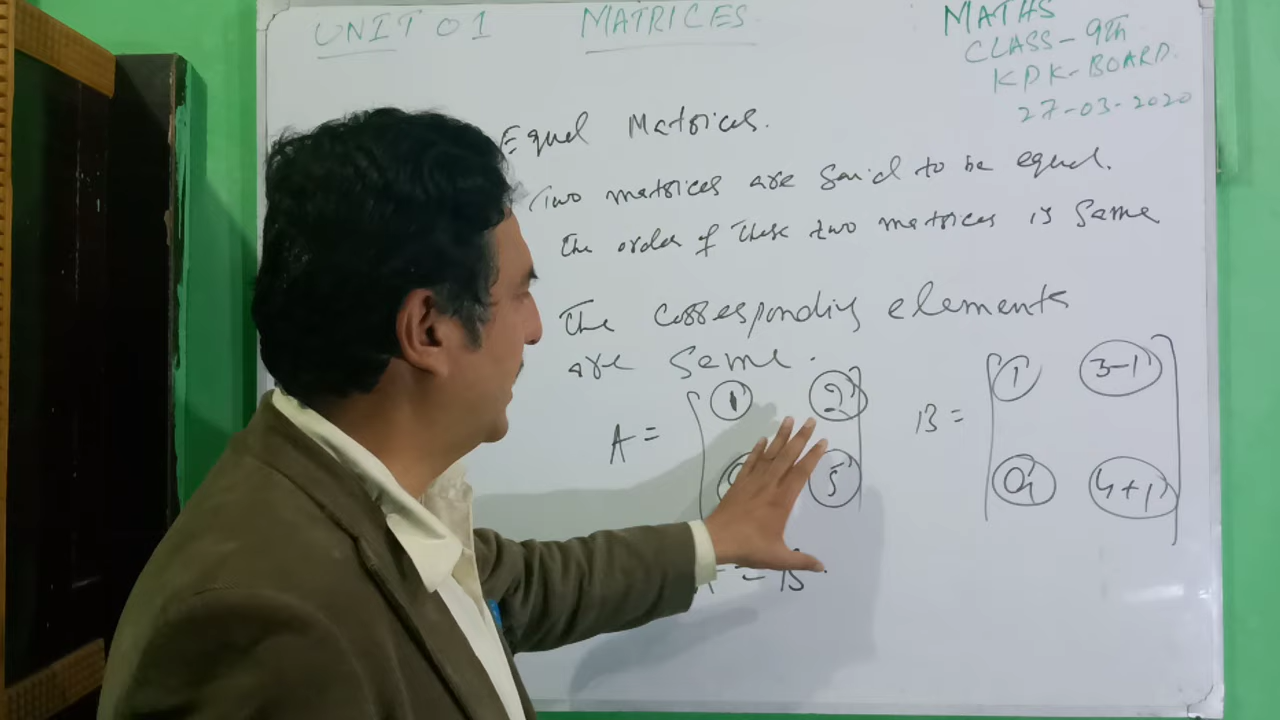 UNIT 01 MATRICES
MATHS
CLASS-9th
KPK-BOARD.
27-03-2020
Equal Matrices.
Two matrices are said to be equal.
The order of these two matrices is same
The corresponding elements
are same.
A = 1 2
5
B = 1 3-1
0 4+1
= B